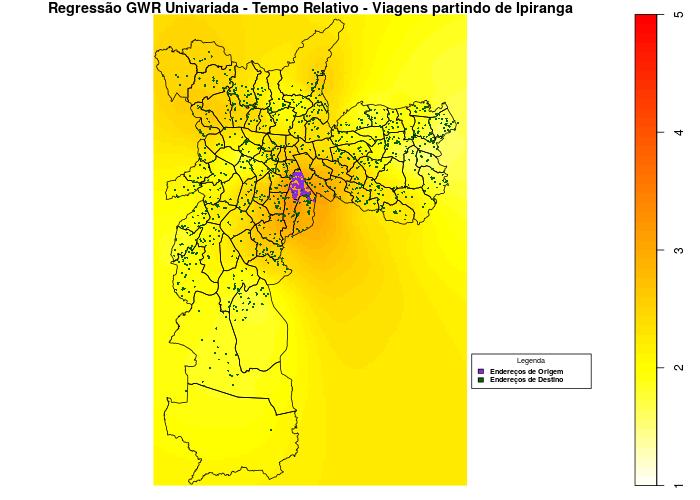 Regressão GWR Univariada - Tempo Relativo - Viagens partindo de Ipiranga
5
4
3
2
1
Legenda
Endereços de Origem
Endereços de Destino